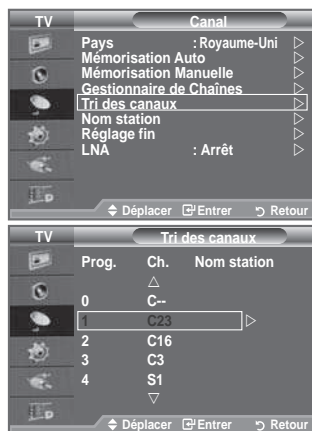 TV Canal
Pays : Royaume-Uni
Mémorisation Auto
Mémorisation Manuelle
Gestionnaire de Chaînes
Tri des canaux
Nom station
Réglage fin
LNA : Arrêt
Déplacer Entrer Retour
TV Tri des canaux
Prog. Ch. Nom station
0 C--
1 C23
2 C16
3 C3
4 S1
Déplacer Entrer Retour